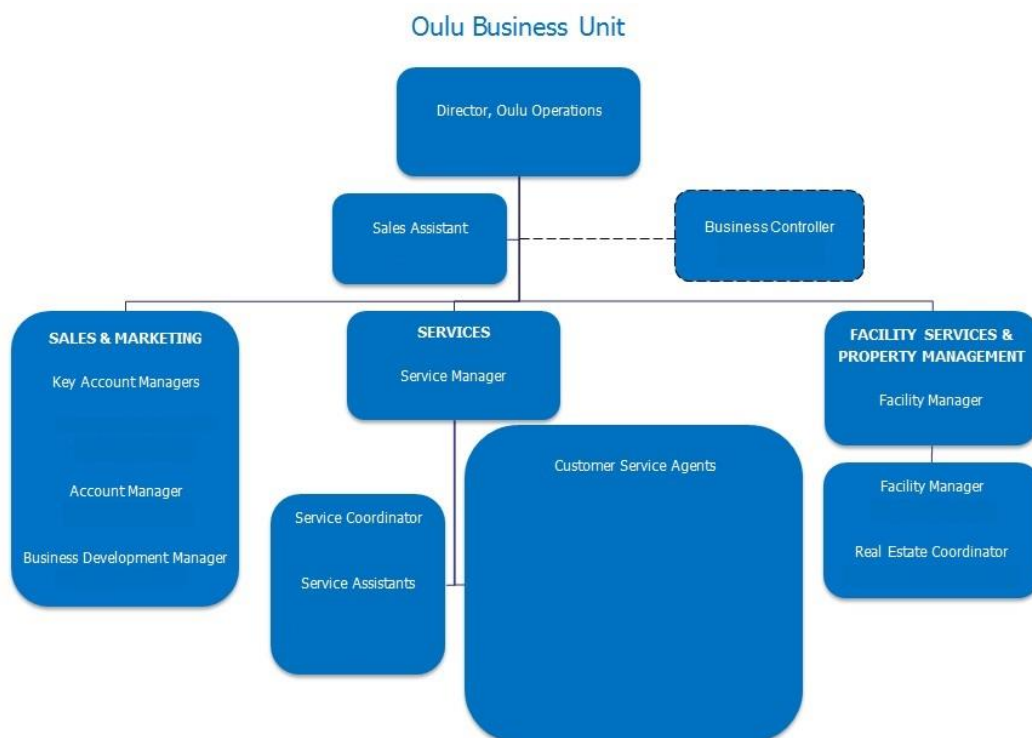 Oulu Business Unit
Director, Oulu Operations
Sales Assistant
Business Controller
SALES & MARKETING
Key Account Managers
Account Manager
Business Development Manager
SERVICES
Service Manager
Service Coordinator
Service Assistants
Customer Service Agents
FACILITY SERVICES &
PROPERTY MANAGEMENT
Facility Manager
Facility Manager
Real Estate Coordinator